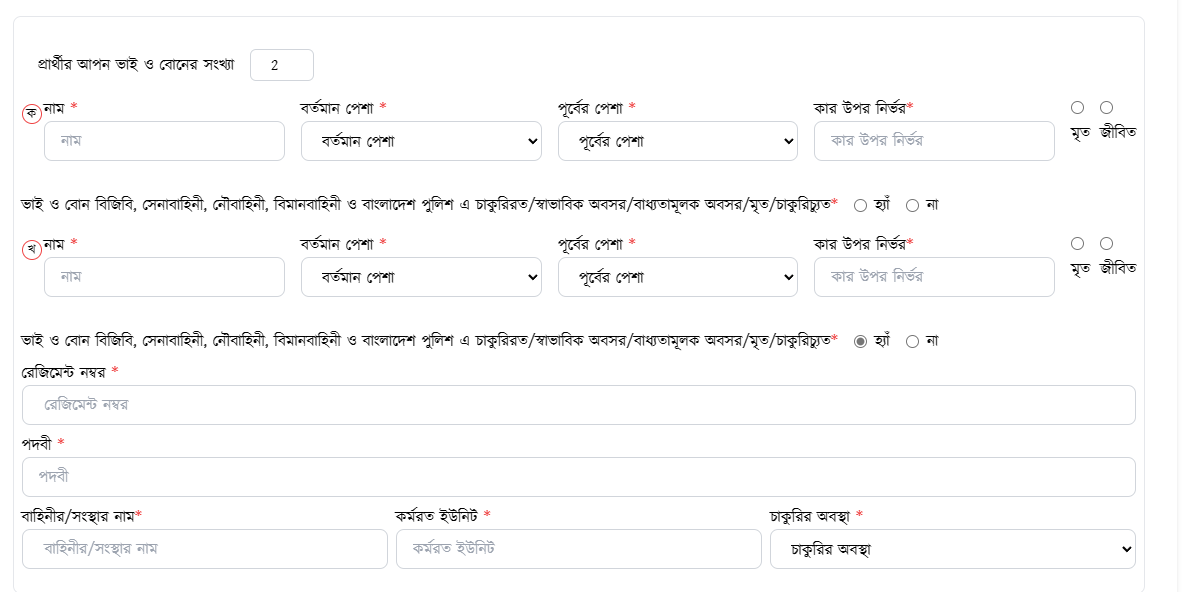 প্রার্থীর আপন ভাই ও বোনের সংখ্যা 2
ক নাম * বর্তমান পেশা * পূর্বের পেশা * কার উপর নির্ভর*
নাম বর্তমান পেশা পূর্বের পেশা কার উপর নির্ভর মৃত জীবিত
ভাই ও বোন বিজিবি, সেনাবাহিনী, নৌবাহিনী, বিমানবাহিনী ও বাংলাদেশ পুলিশ এ চাকুরিরত/স্বাভাবিক অবসর/বাধ্যতামূলক অবসর/মৃত/চাকুরিচ্যুত* হ্যাঁ না
খ নাম * বর্তমান পেশা * পূর্বের পেশা * কার উপর নির্ভর*
নাম বর্তমান পেশা পূর্বের পেশা কার উপর নির্ভর মৃত জীবিত
ভাই ও বোন বিজিবি, সেনাবাহিনী, নৌবাহিনী, বিমানবাহিনী ও বাংলাদেশ পুলিশ এ চাকুরিরত/স্বাভাবিক অবসর/বাধ্যতামূলক অবসর/মৃত/চাকুরিচ্যুত* হ্যাঁ না
রেজিমেন্ট নম্বর *
রেজিমেন্ট নম্বর
পদবী *
পদবী
বাহিনীর/সংস্থার নাম* কর্মরত ইউনিট * চাকুরির অবস্থা *
বাহিনীর/সংস্থার নাম কর্মরত ইউনিট চাকুরির অবস্থা